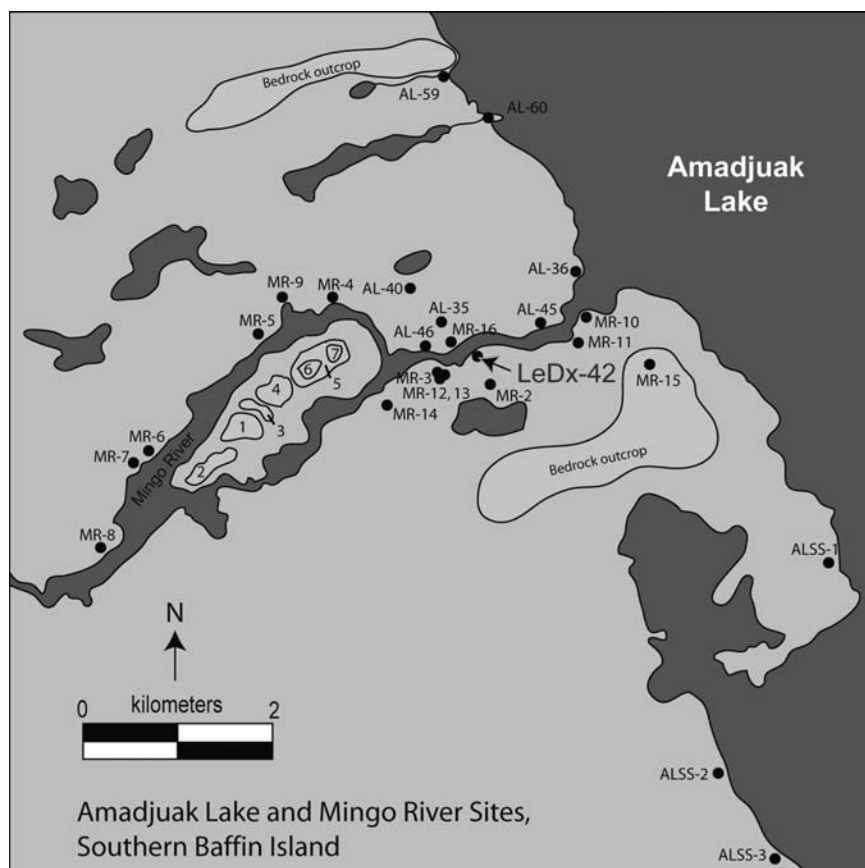 Bedrock outcrop
AL-59
AL-60
Amadjuak
Lake
AL-36
MR-9
MR-4
AL-40
MR-5
AL-35
AL-45
MR-10
AL-46
MR-16
MR-11
7
6
5
LeDx-42
MR-3
MR-12, 13
MR-2
MR-15
MR-14
4
3
1
2
MR-6
MR-7
Mingo River
Bedrock outcrop
MR-8
ALSS-1
N
0 kilometers 2
ALSS-2
Amadjuak Lake and Mingo River Sites,
Southern Baffin Island
ALSS-3